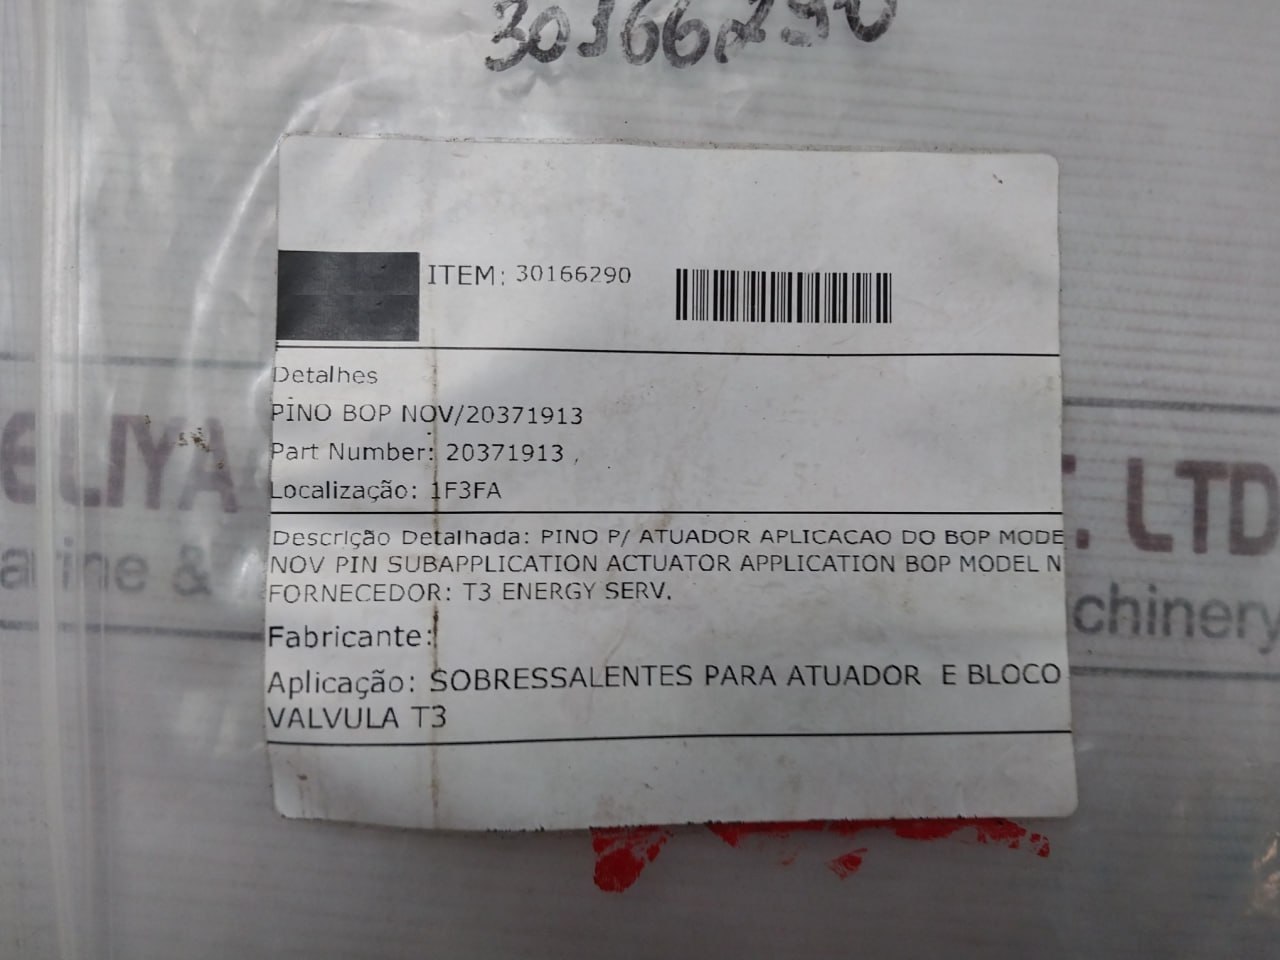 30166290
ITEM: 30166290
Detalhes
PINO BOP NOV/20371913
Part Number: 20371913 ,
Localização: 1F3FA
Descrição Detalhada: PINO P/ ATUADOR APLICACAO DO BOP MODE
NOV PIN SUBAPPLICATION ACTUATOR APPLICATION BOP MODEL N
FORNECEDOR: T3 ENERGY SERV.
Fabricante:
Aplicação: SOBRESSALENTES PARA ATUADOR E BLOCO
VALVULA T3
ELIYA
T. LTD
arine &
chinery